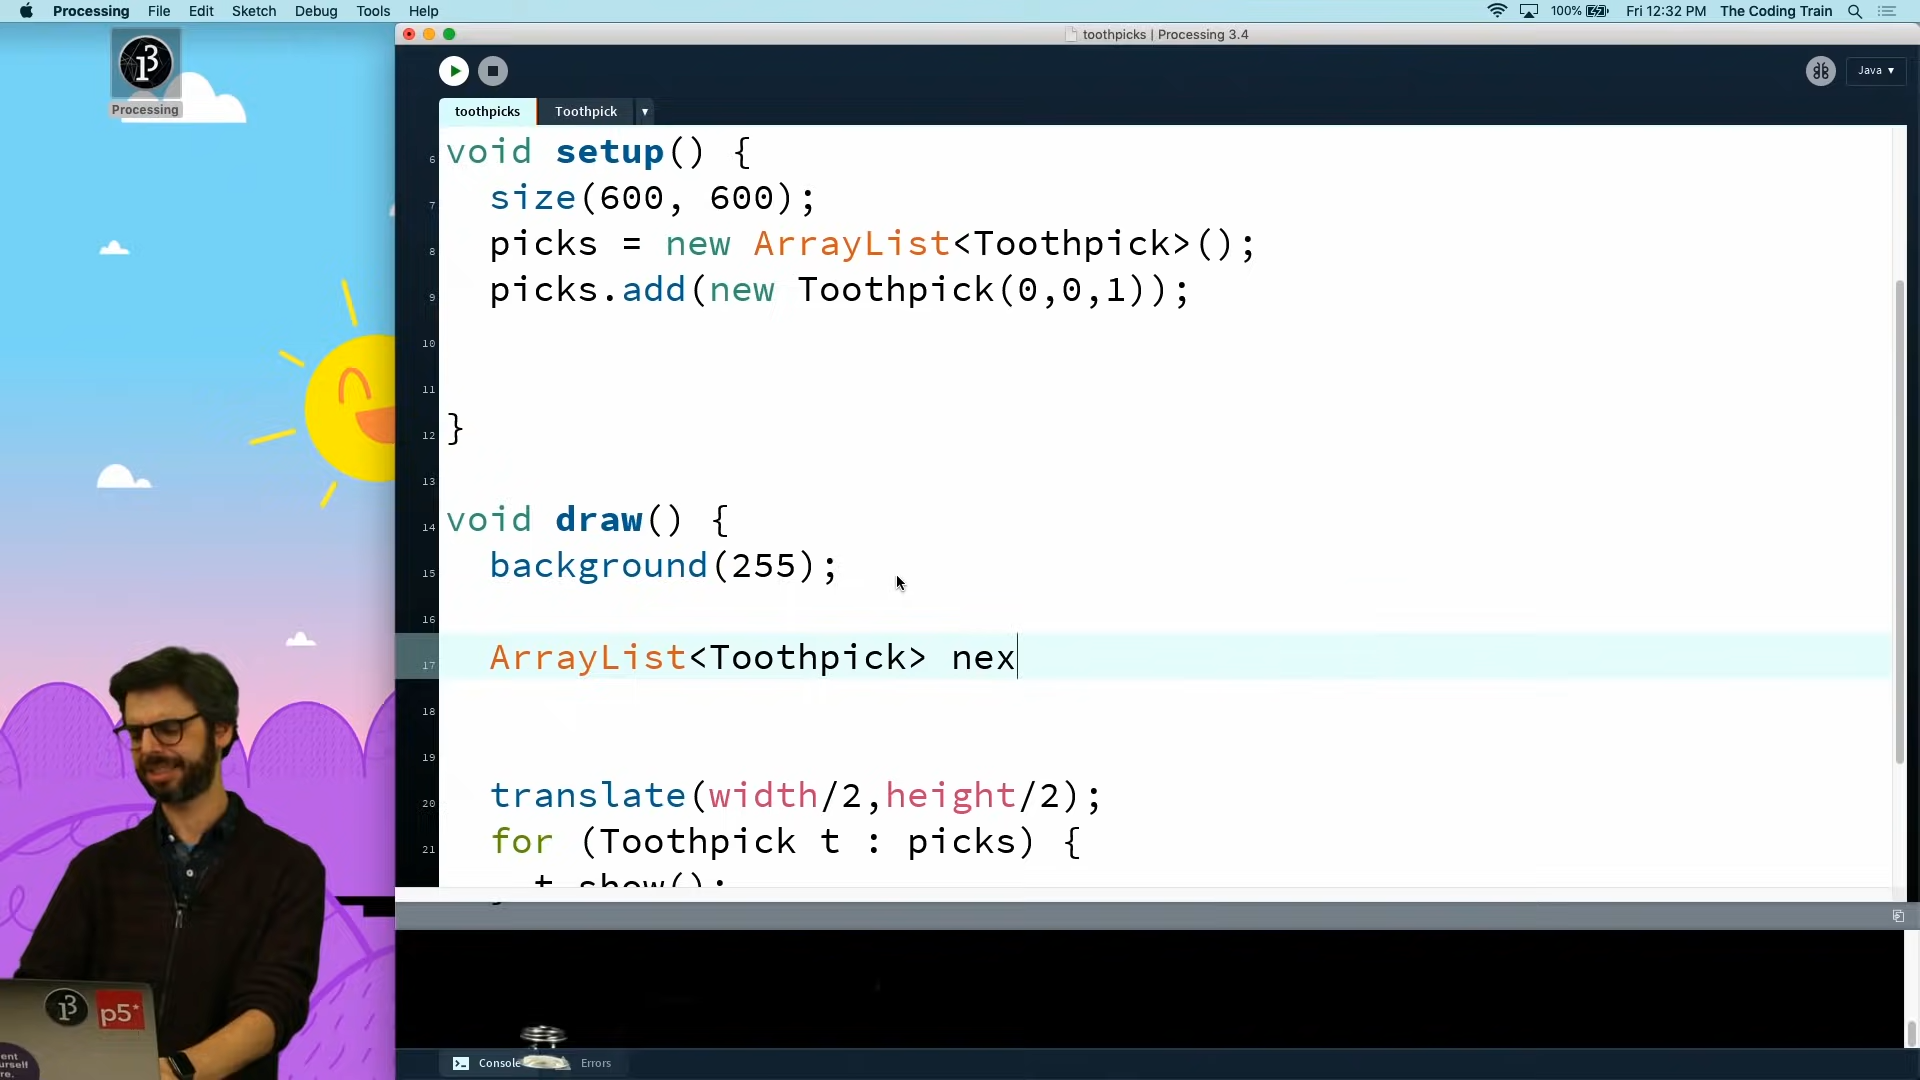 Processing File Edit Sketch Debug Tools Help 100% Fri 12:32 PM The Coding Train
toothpicks | Processing 3.4
Processing
Java ▾
toothpicks Toothpick ▾
6 void setup() {
7 size(600, 600);
8 picks = new ArrayList<Toothpick>();
9 picks.add(new Toothpick(0,0,1));
10
11
12 }
13
14 void draw() {
15 background(255);
16
17 ArrayList<Toothpick> nex
18
19
20 translate(width/2,height/2);
21 for (Toothpick t : picks) {
t.show();
p5*
Console Errors